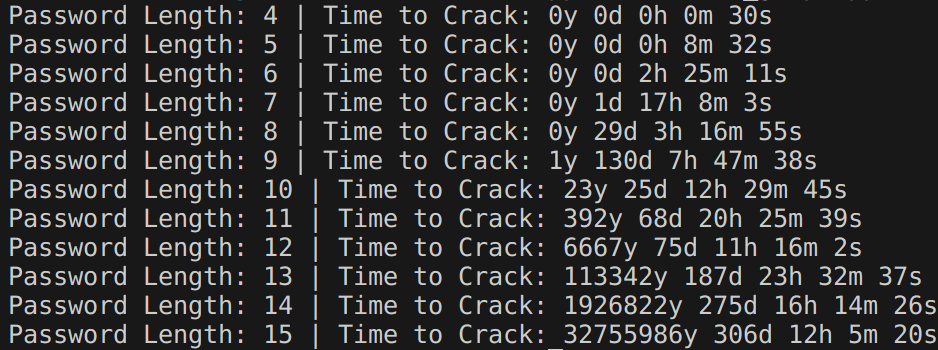 Password Length: 4 | Time to Crack: 0y 0d 0h 0m 30s
Password Length: 5 | Time to Crack: 0y 0d 0h 8m 32s
Password Length: 6 | Time to Crack: 0y 0d 2h 25m 11s
Password Length: 7 | Time to Crack: 0y 1d 17h 8m 3s
Password Length: 8 | Time to Crack: 0y 29d 3h 16m 55s
Password Length: 9 | Time to Crack: 1y 130d 7h 47m 38s
Password Length: 10 | Time to Crack: 23y 25d 12h 29m 45s
Password Length: 11 | Time to Crack: 392y 68d 20h 25m 39s
Password Length: 12 | Time to Crack: 6667y 75d 11h 16m 2s
Password Length: 13 | Time to Crack: 113342y 187d 23h 32m 37s
Password Length: 14 | Time to Crack: 1926822y 275d 16h 14m 26s
Password Length: 15 | Time to Crack: 32755986y 306d 12h 5m 20s